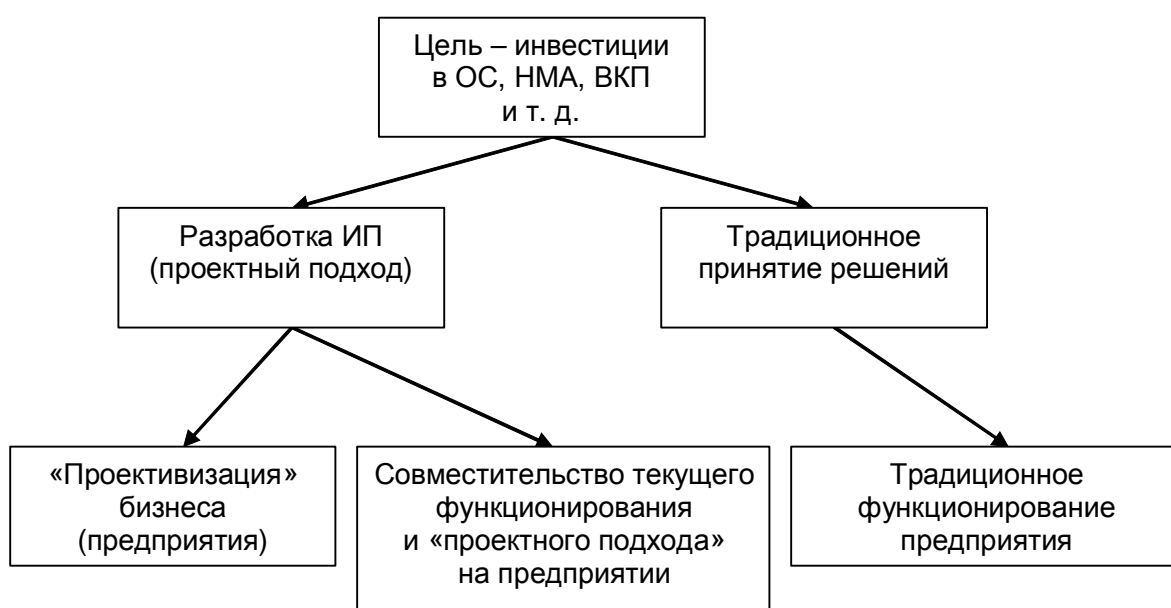 Цель – инвестиции
в ОС, НМА, ВКП
и т. д.
Разработка ИП
(проектный подход)
Традиционное
принятие решений
«Проективизация»
бизнеса
(предприятия)
Совместительство текущего
функционирования
и «проектного подхода»
на предприятии
Традиционное
функционирование
предприятия